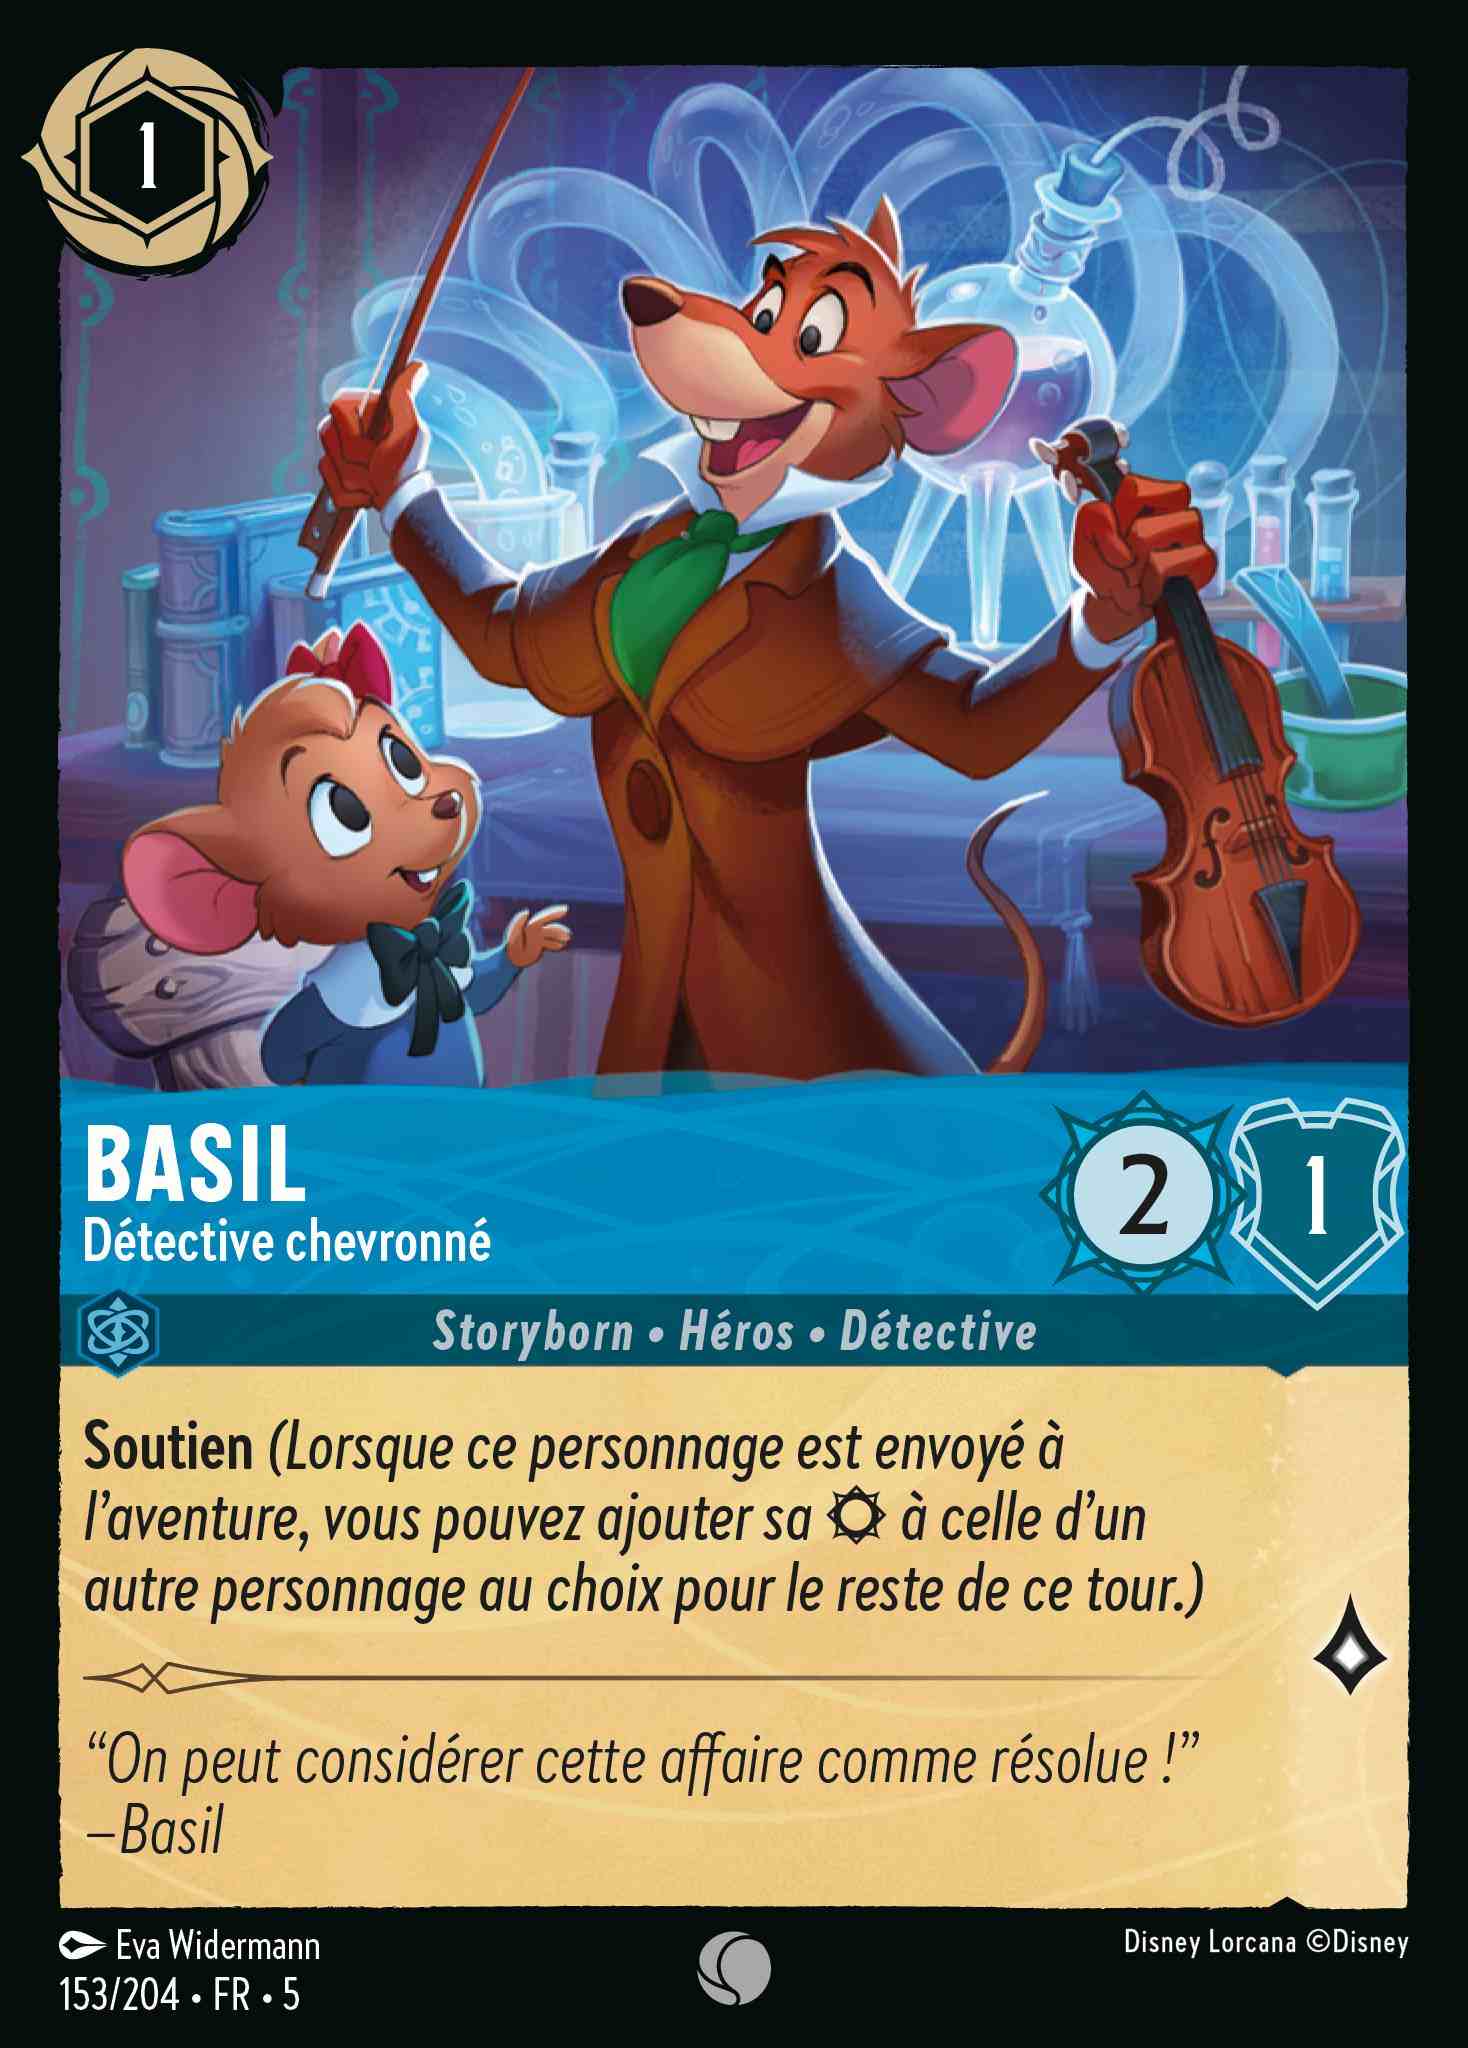 1
BASIL
Détective chevronné
2
1
Storyborn • Héros • Détective
Soutien (Lorsque ce personnage est envoyé à
l’aventure, vous pouvez ajouter sa à celle d’un
autre personnage au choix pour le reste de ce tour.)
“On peut considérer cette affaire comme résolue !”
–Basil
Eva Widermann
Disney Lorcana ©Disney
153/204 • FR • 5